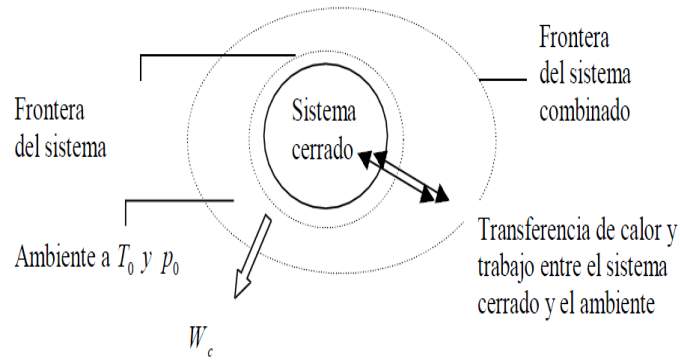 Frontera
del sistema
combinado
Sistema
cerrado
Frontera
del sistema
Ambiente a T₀ y p₀
Transferencia de calor y
trabajo entre el sistema
cerrado y el ambiente
W_c